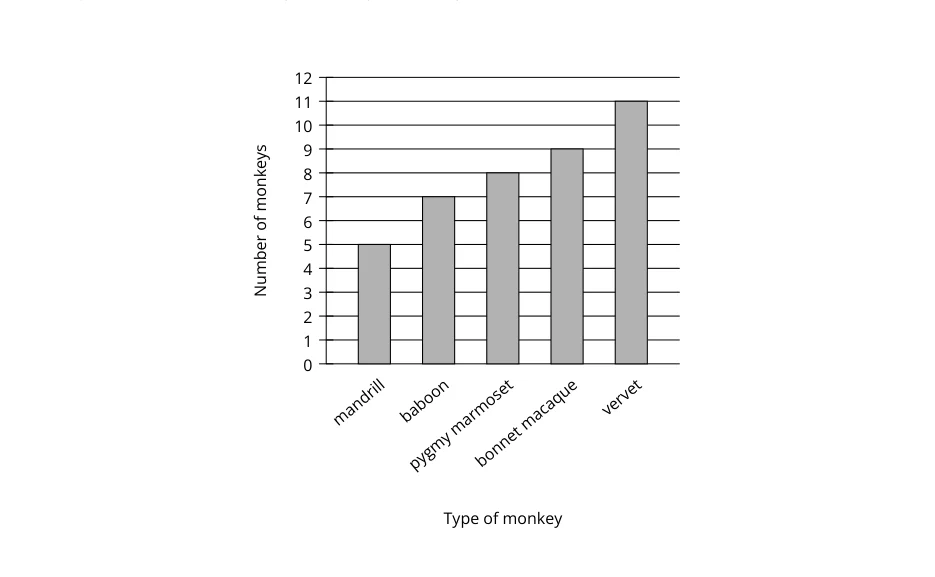 12
11
10
9
8
7
6
5
4
3
2
1
0
Number of monkeys
mandrill
baboon
pygmy marmoset
bonnet macaque
vervet
Type of monkey